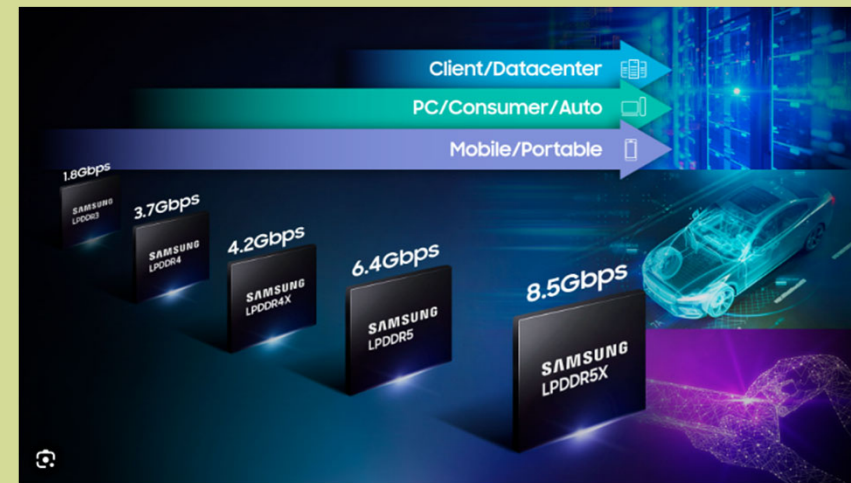 Client/Datacenter
PC/Consumer/Auto
Mobile/Portable
1.8Gbps
SAMSUNG
LPDDR3
3.7Gbps
SAMSUNG
LPDDR4
4.2Gbps
SAMSUNG
LPDDR4X
6.4Gbps
SAMSUNG
LPDDR5
8.5Gbps
SAMSUNG
LPDDR5X